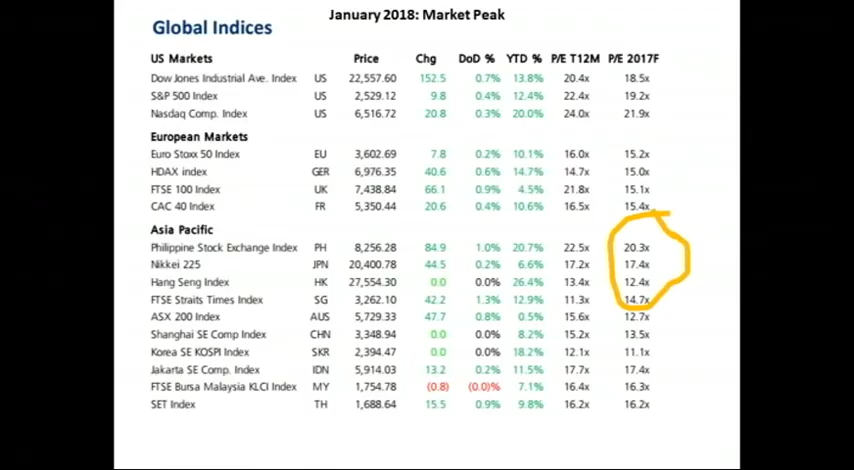 January 2018: Market Peak
Global Indices
US Markets Price Chg DoD % YTD % P/E T12M P/E 2017F
Dow Jones Industrial Ave. Index US 22,557.60 152.5 0.7% 13.8% 20.4x 18.5x
S&P 500 Index US 2,529.12 9.8 0.4% 12.4% 22.4x 19.2x
Nasdaq Comp. Index US 6,516.72 20.8 0.3% 20.0% 24.0x 21.9x
European Markets
Euro Stoxx 50 Index EU 3,602.69 7.8 0.2% 10.1% 16.0x 15.2x
HDAX index GER 6,976.35 40.6 0.6% 14.7% 14.7x 15.0x
FTSE 100 Index UK 7,438.84 66.1 0.9% 4.5% 21.8x 15.1x
CAC 40 Index FR 5,350.44 20.6 0.4% 10.6% 16.5x 15.4x
Asia Pacific
Philippine Stock Exchange Index PH 8,256.28 84.9 1.0% 20.7% 22.5x 20.3x
Nikkei 225 JPN 20,400.78 44.5 0.2% 6.6% 17.2x 17.4x
Hang Seng Index HK 27,554.30 0.0 0.0% 26.4% 13.4x 12.4x
FTSE Straits Times Index SG 3,262.10 42.2 1.3% 12.9% 11.3x 14.7x
ASX 200 Index AUS 5,729.33 47.7 0.8% 0.5% 15.6x 12.7x
Shanghai SE Comp Index CHN 3,348.94 0.0 0.0% 8.2% 15.2x 13.5x
Korea SE KOSPI Index SKR 2,394.47 0.0 0.0% 18.2% 12.1x 11.1x
Jakarta SE Comp. Index IDN 5,914.03 13.2 0.2% 11.5% 17.7x 17.4x
FTSE Bursa Malaysia KLCI Index MY 1,754.78 (0.8) (0.0)% 7.1% 16.4x 16.3x
SET Index TH 1,688.64 15.5 0.9% 9.8% 16.2x 16.2x